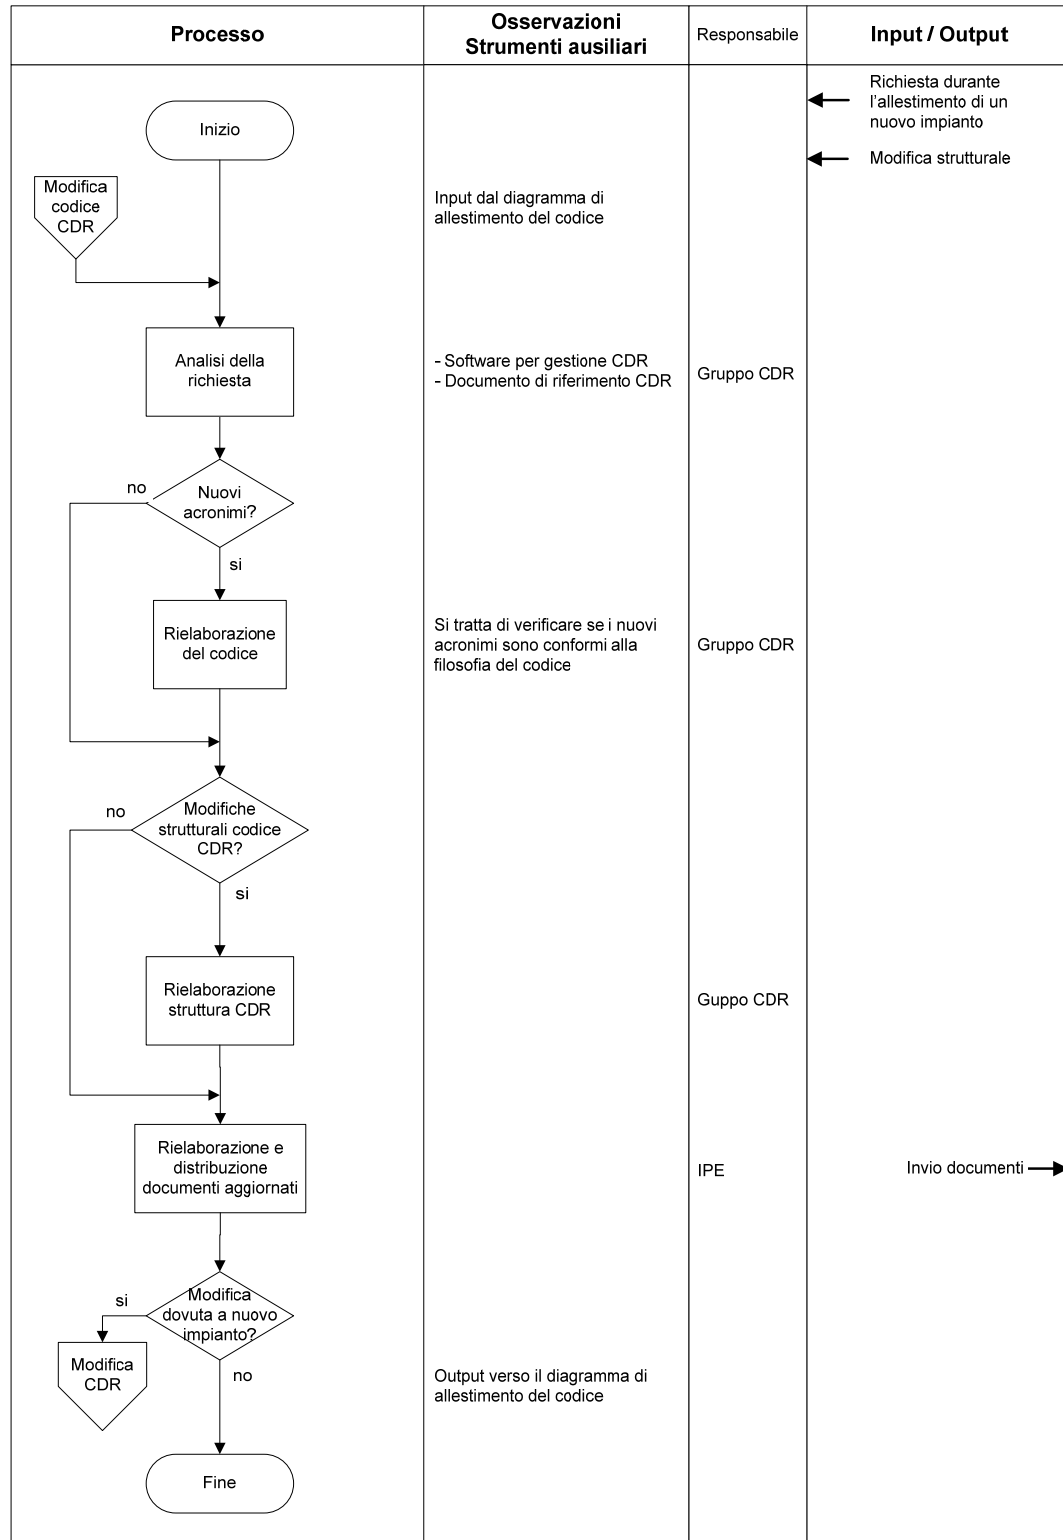 Processo
Osservazioni
Strumenti ausiliari
Responsabile
Input / Output
Richiesta durante
l'allestimento di un
nuovo impianto
Inizio
Modifica strutturale
Modifica
codice
CDR
Input dal diagramma di
allestimento del codice
Analisi della
richiesta
- Software per gestione CDR
- Documento di riferimento CDR
Gruppo CDR
no
Nuovi
acronimi?
si
Rielaborazione
del codice
Si tratta di verificare se i nuovi
acronimi sono conformi alla
filosofia del codice
Gruppo CDR
no
Modifiche
strutturali codice
CDR?
si
Rielaborazione
struttura CDR
Guppo CDR
Rielaborazione e
distribuzione
documenti aggiornati
IPE
Invio documenti
si
Modifica
dovuta a nuovo
impianto?
Modifica
CDR
no
Output verso il diagramma di
allestimento del codice
Fine